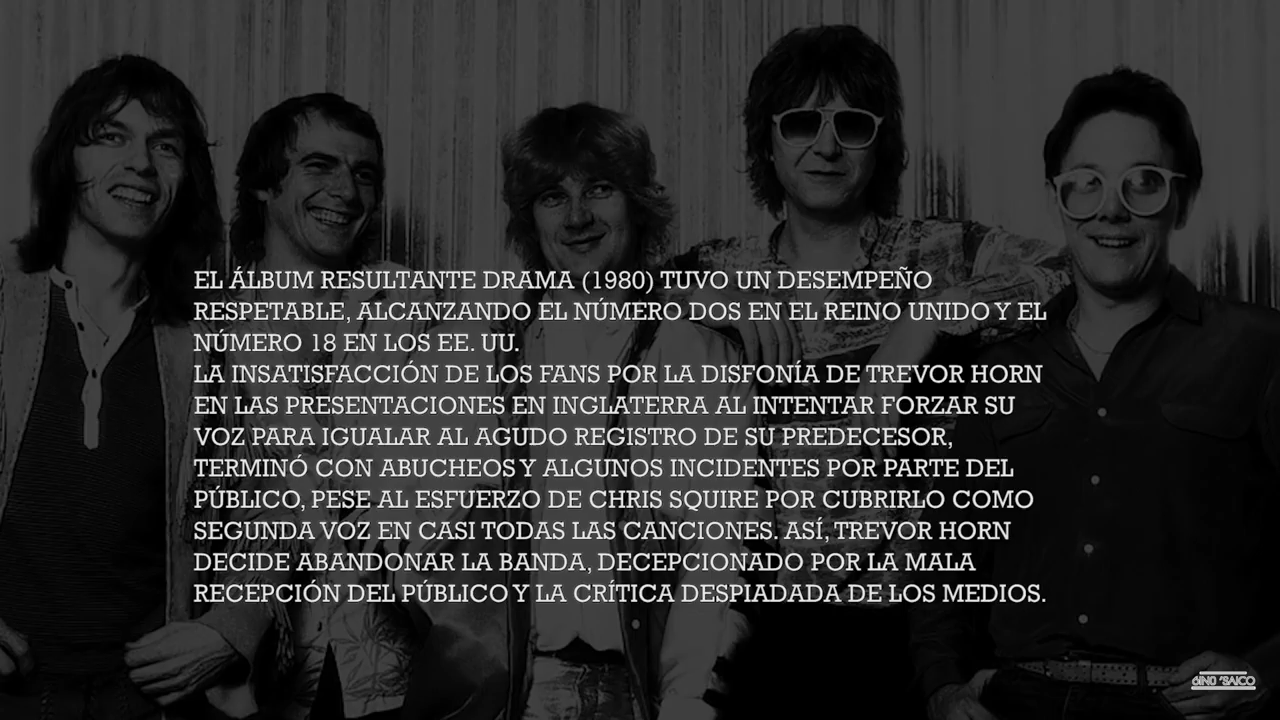 EL ÁLBUM RESULTANTE DRAMA (1980) TUVO UN DESEMPEÑO
RESPETABLE, ALCANZANDO EL NÚMERO DOS EN EL REINO UNIDO Y EL
NÚMERO 18 EN LOS EE. UU.
LA INSATISFACCIÓN DE LOS FANS POR LA DISFONÍA DE TREVOR HORN
EN LAS PRESENTACIONES EN INGLATERRA AL INTENTAR FORZAR SU
VOZ PARA IGUALAR AL AGUDO REGISTRO DE SU PREDECESOR,
TERMINÓ CON ABUCHEOS Y ALGUNOS INCIDENTES POR PARTE DEL
PÚBLICO, PESE AL ESFUERZO DE CHRIS SQUIRE POR CUBRIRLO COMO
SEGUNDA VOZ EN CASI TODAS LAS CANCIONES. ASÍ, TREVOR HORN
DECIDE ABANDONAR LA BANDA, DECEPCIONADO POR LA MALA
RECEPCIÓN DEL PÚBLICO Y LA CRÍTICA DESPIADADA DE LOS MEDIOS.